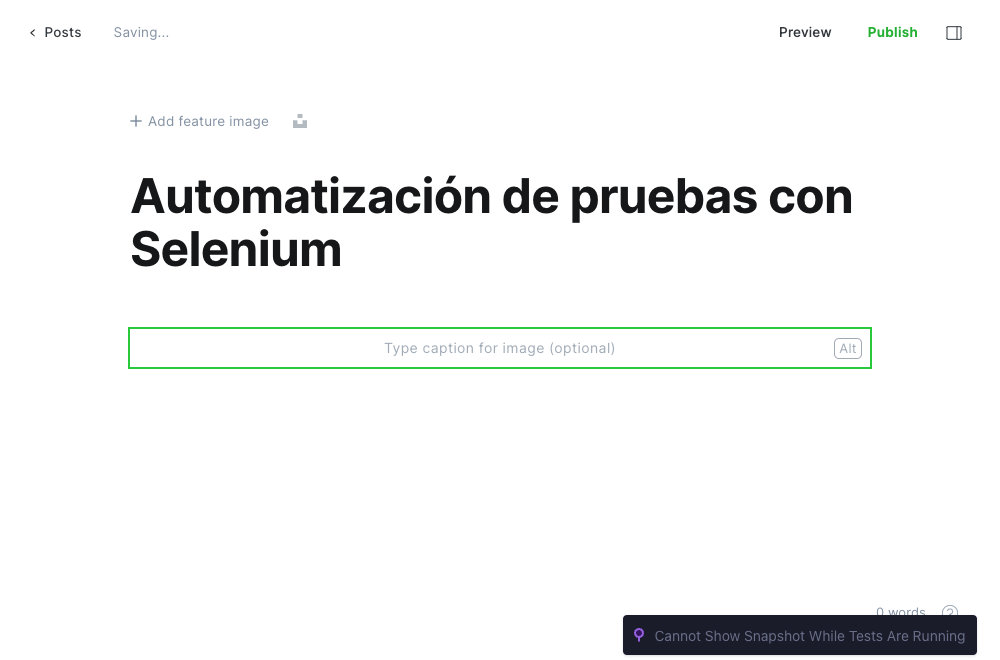 Posts
Saving...
Preview
Publish
Add feature image
Automatización de pruebas con
Selenium
Type caption for image (optional)
Alt
0 words
?
Cannot Show Snapshot While Tests Are Running